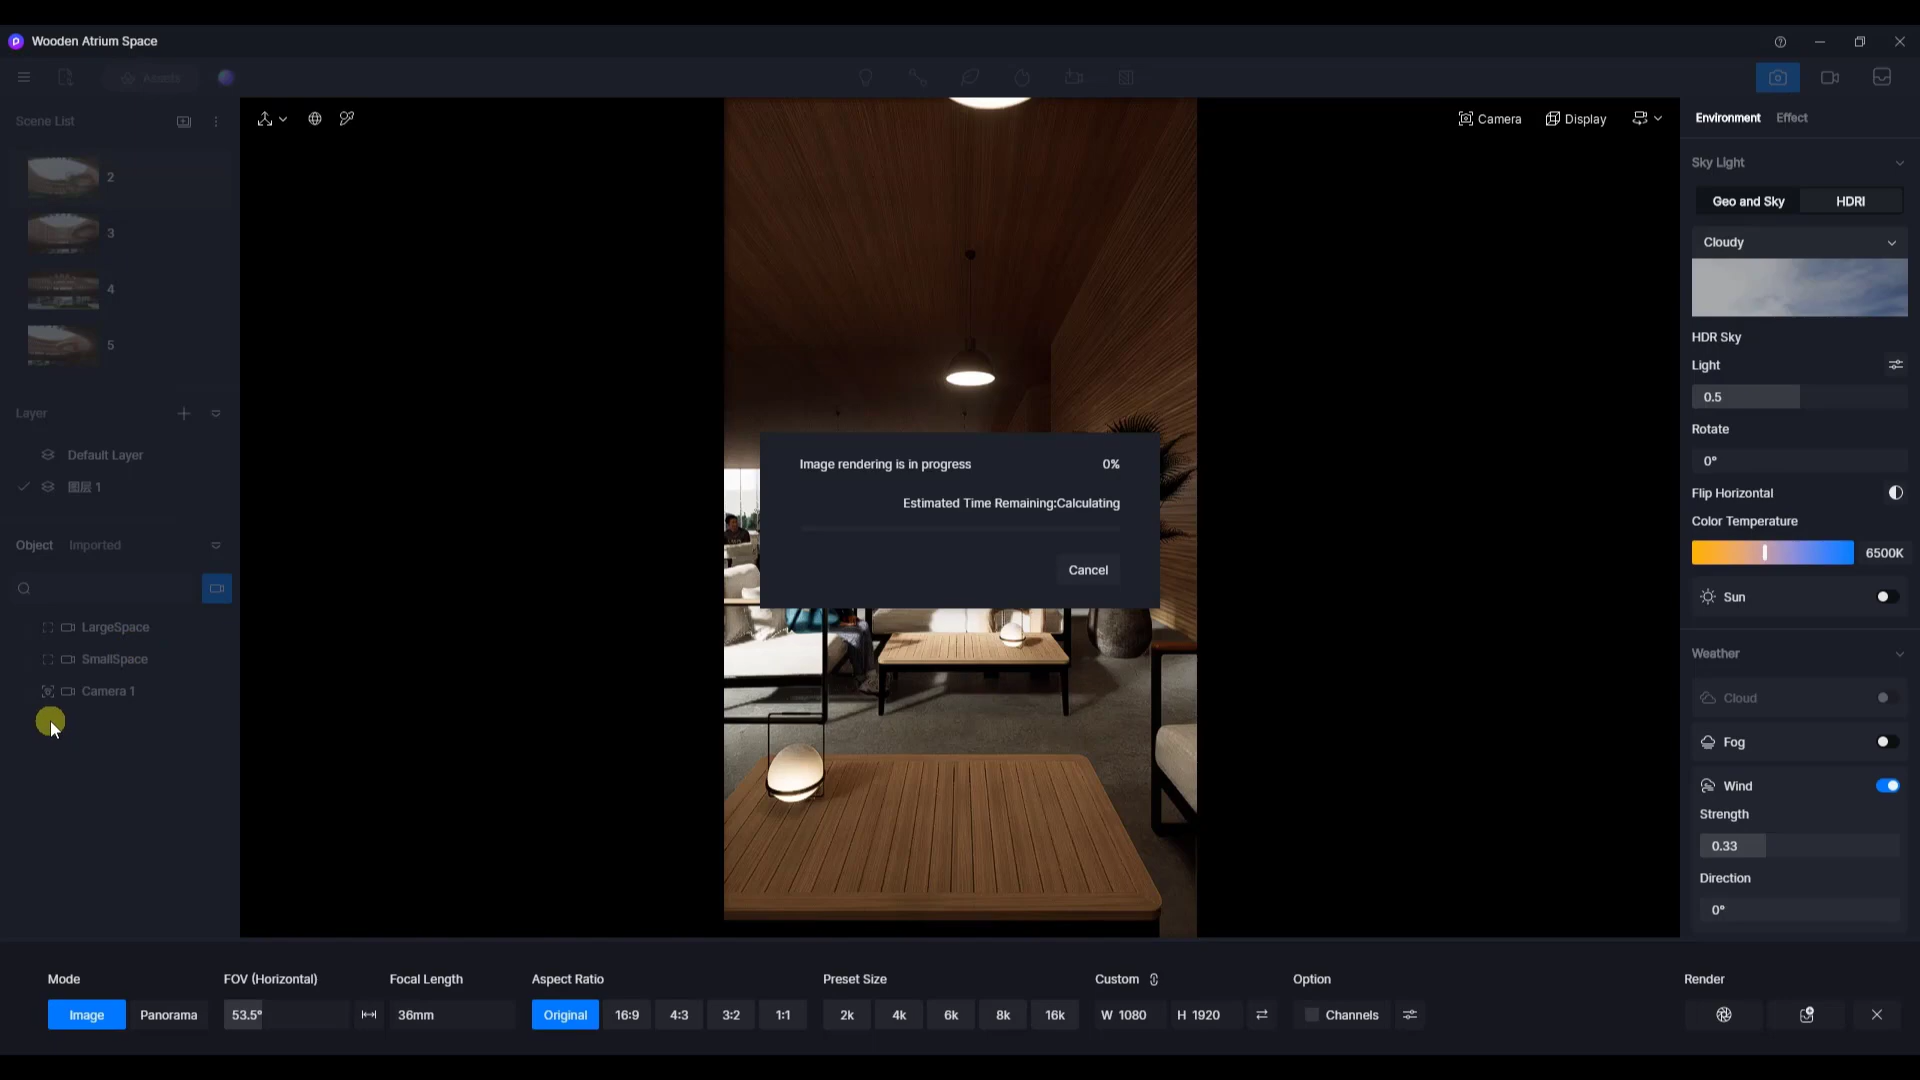 Wooden Atrium Space
Assets
Scene List
2
3
4
5
Layer
Default Layer
图层 1
Object
Imported
LargeSpace
SmallSpace
Camera 1
Camera
Display
Image rendering is in progress
0%
Estimated Time Remaining:Calculating
Cancel
Environment
Effect
Sky Light
Geo and Sky
HDRI
Cloudy
HDR Sky
Light
0.5
Rotate
0°
Flip Horizontal
Color Temperature
6500K
Sun
Weather
Cloud
Fog
Wind
Strength
0.33
Direction
0°
Mode
Image
Panorama
FOV (Horizontal)
53.5°
Focal Length
36mm
Aspect Ratio
Original
16:9
4:3
3:2
1:1
Preset Size
2k
4k
6k
8k
16k
Custom
W 1080
H 1920
Option
Channels
Render